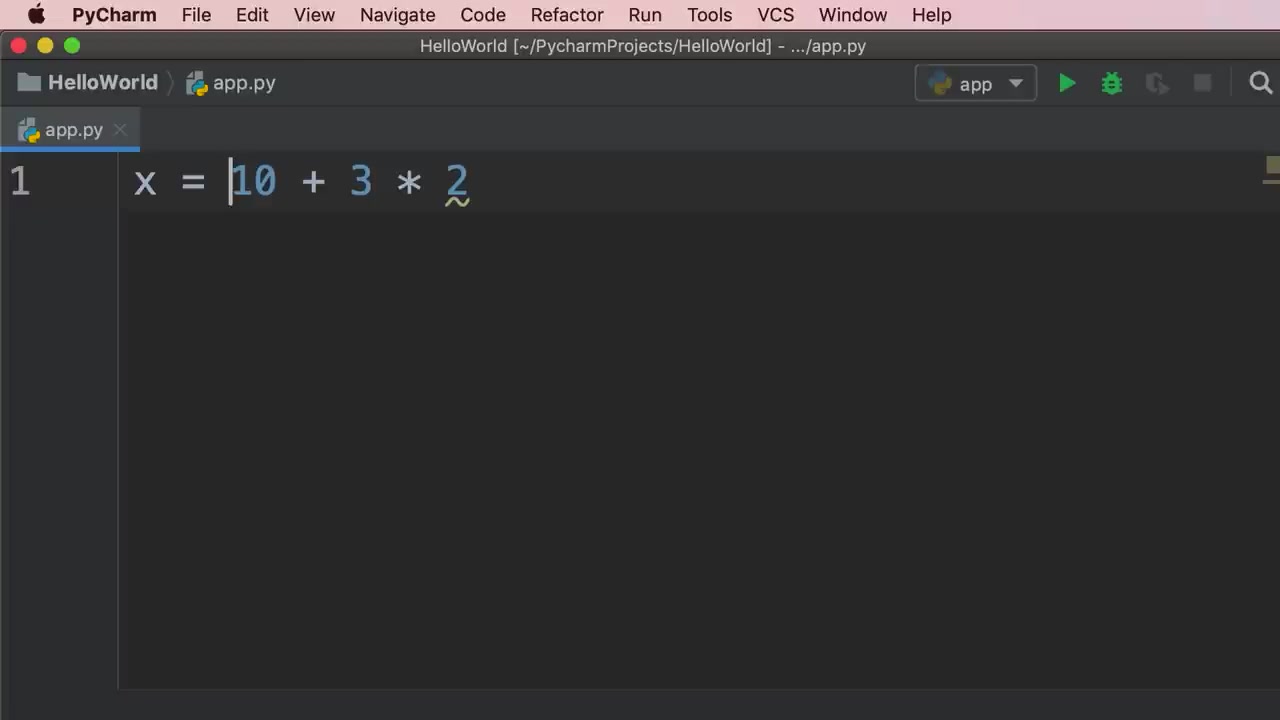 PyCharm File Edit View Navigate Code Refactor Run Tools VCS Window Help
HelloWorld [~/PycharmProjects/HelloWorld] - .../app.py
HelloWorld app.py app
app.py
1 x = 10 + 3 * 2